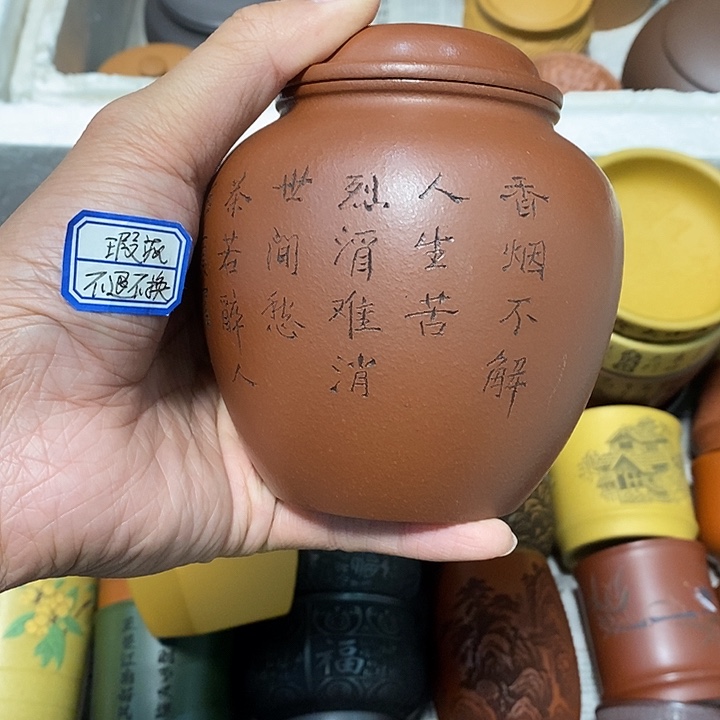 香烟不解
人生苦
烈酒难消
世间愁
茶若醉人
瑕疵
不退不换
福